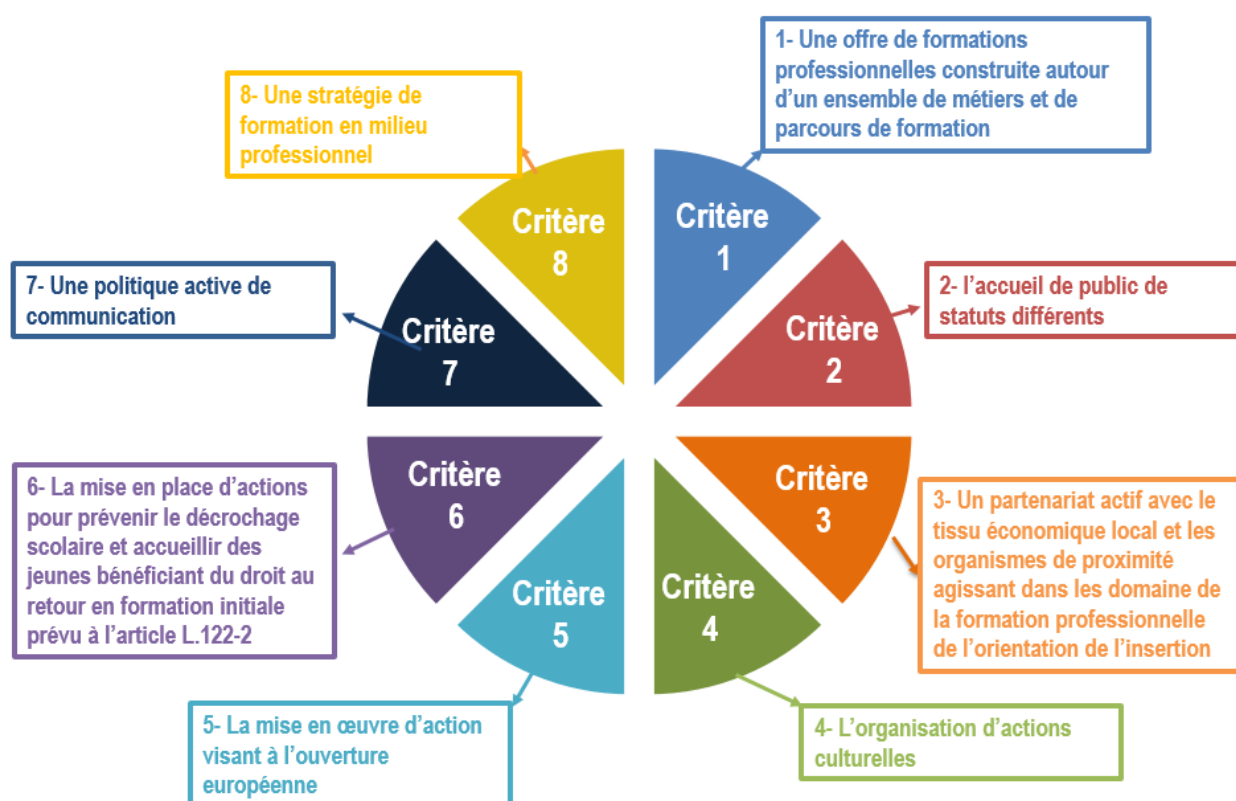 1- Une offre de formations
professionnelles construite autour
d’un ensemble de métiers et de
parcours de formation
8- Une stratégie de
formation en milieu
professionnel
Critère
8
Critère
1
7- Une politique active de
communication
Critère
7
Critère
2
2- l’accueil de public de
statuts différents
6- La mise en place d’actions
pour prévenir le décrochage
scolaire et accueillir des
jeunes bénéficiant du droit au
retour en formation initiale
prévu à l’article L.122-2
Critère
6
Critère
3
3- Un partenariat actif avec le
tissu économique local et les
organismes de proximité
agissant dans les domaine de
la formation professionnelle
de l’orientation de l’insertion
Critère
5
Critère
4
5- La mise en œuvre d’action
visant à l’ouverture
européenne
4- L’organisation d’actions
culturelles